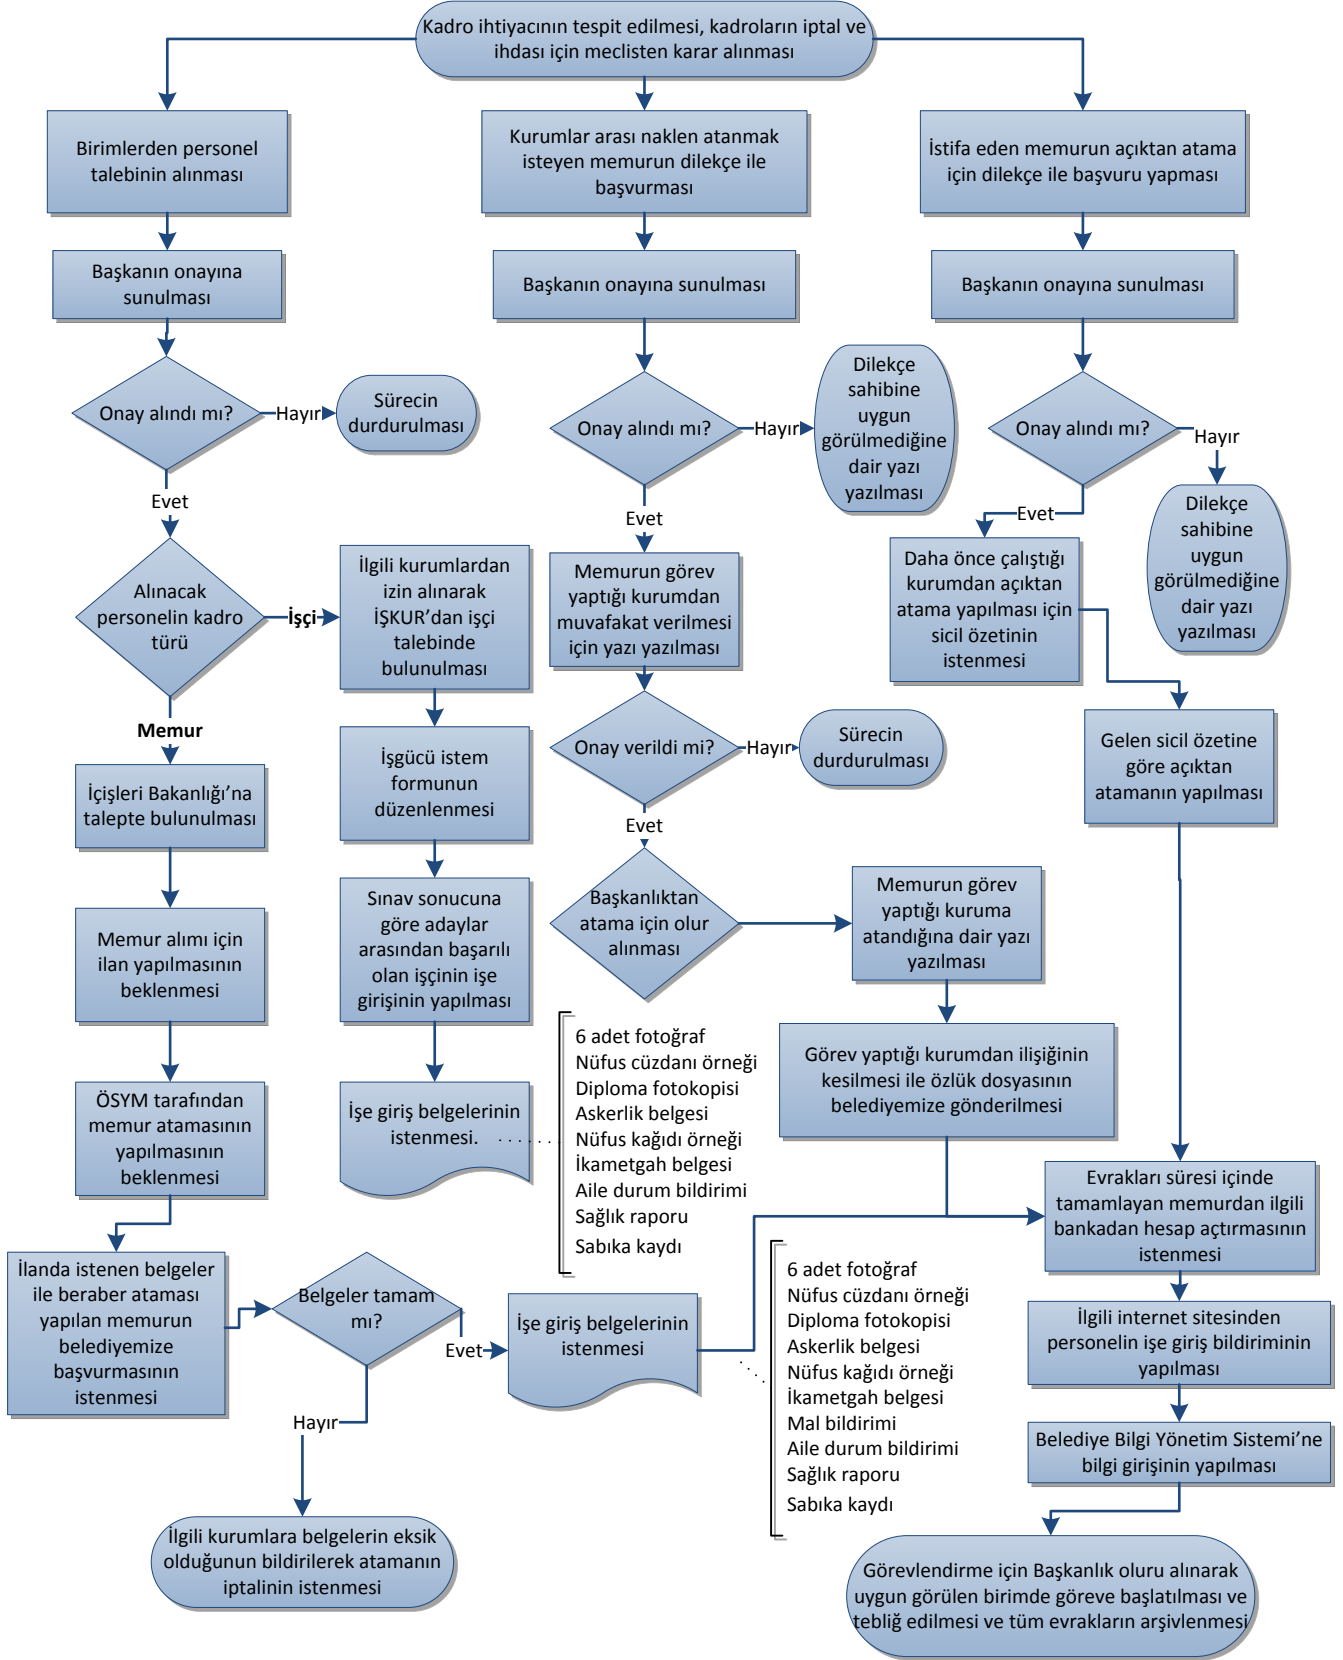 Kadro ihtiyacının tespit edilmesi, kadroların iptal ve
ihdası için meclisten karar alınması
Birimlerden personel
talebinin alınması
Kurumlar arası naklen atanmak
isteyen memurun dilekçe ile
başvurması
İstifa eden memurun açıktan atama
için dilekçe ile başvuru yapması
Başkanın onayına
sunulması
Başkanın onayına sunulması
Başkanın onayına sunulması
Onay alındı mı?
Hayır
Sürecin
durdurulması
Onay alındı mı?
Hayır
Dilekçe
sahibine
uygun
görülmediğine
dair yazı
yazılması
Onay alındı mı?
Hayır
Dilekçe
sahibine
uygun
görülmediğine
dair yazı
yazılması
Evet
Evet
Evet
Alınacak
personelin kadro
türü
İşçi
İlgili kurumlardan
izin alınarak
İŞKUR’dan işçi
talebinde
bulunulması
Memurun görev
yaptığı kurumdan
muvafakat verilmesi
için yazı yazılması
Daha önce çalıştığı
kurumdan açıktan
atama yapılması için
sicil özetinin
istenmesi
Memur
İçişleri Bakanlığı’na
talepte bulunulması
İşgücü istem
formunun
düzenlenmesi
Onay verildi mi?
Hayır
Sürecin
durdurulması
Gelen sicil özetine
göre açıktan
atamanın yapılması
Evet
Memur alımı için
ilan yapılmasının
beklenmesi
Sınav sonucuna
göre adaylar
arasından başarılı
olan işçinin işe
girişinin yapılması
Başkanlıktan
atama için olur
alınması
Memurun görev
yaptığı kuruma
atandığına dair yazı
yazılması
ÖSYM tarafından
memur atamasının
yapılmasının
beklenmesi
İşe giriş belgelerinin
istenmesi.
6 adet fotoğraf
Nüfus cüzdanı örneği
Diploma fotokopisi
Askerlik belgesi
Nüfus kağıdı örneği
İkametgah belgesi
Aile durum bildirimi
Sağlık raporu
Sabıka kaydı
Görev yaptığı kurumdan ilişiğinin
kesilmesi ile özlük dosyasının
belediyemize gönderilmesi
Evrakları süresi içinde
tamamlayan memurdan ilgili
bankadan hesap açtırmasının
istenmesi
İlanda istenen belgeler
ile beraber ataması
yapılan memurun
belediyemize
başvurmasının
istenmesi
Belgeler tamam
mı?
Evet
İşe giriş belgelerinin
istenmesi
6 adet fotoğraf
Nüfus cüzdanı örneği
Diploma fotokopisi
Askerlik belgesi
Nüfus kağıdı örneği
İkametgah belgesi
Mal bildirimi
Aile durum bildirimi
Sağlık raporu
Sabıka kaydı
İlgili internet sitesinden
personelin işe giriş bildiriminin
yapılması
Hayır
Belediye Bilgi Yönetim Sistemi’ne
bilgi girişinin yapılması
İlgili kurumlara belgelerin eksik
olduğunun bildirilerek atamanın
iptalinin istenmesi
Görevlendirme için Başkanlık oluru alınarak
uygun görülen birimde göreve başlatılması ve
tebliğ edilmesi ve tüm evrakların arşivlenmesi